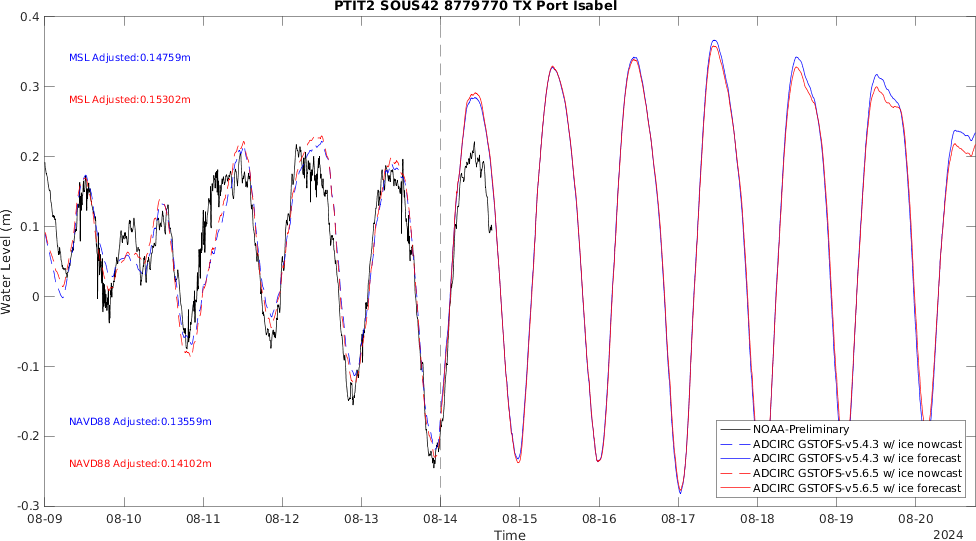 PTIT2 SOUS42 8779770 TX Port Isabel
0.4
MSL Adjusted:0.14759m
0.3
MSL Adjusted:0.15302m
0.2
0.1
Water Level (m)
0
-0.1
NAVD88 Adjusted:0.13559m
-0.2
NAVD88 Adjusted:0.14102m
-0.3
NOAA-Preliminary
ADCIRC GSTOFS-v5.4.3 w/ ice nowcast
ADCIRC GSTOFS-v5.4.3 w/ ice forecast
ADCIRC GSTOFS-v5.6.5 w/ ice nowcast
ADCIRC GSTOFS-v5.6.5 w/ ice forecast
08-09 08-10 08-11 08-12 08-13 08-14 08-15 08-16 08-17 08-18 08-19 08-20
Time
2024